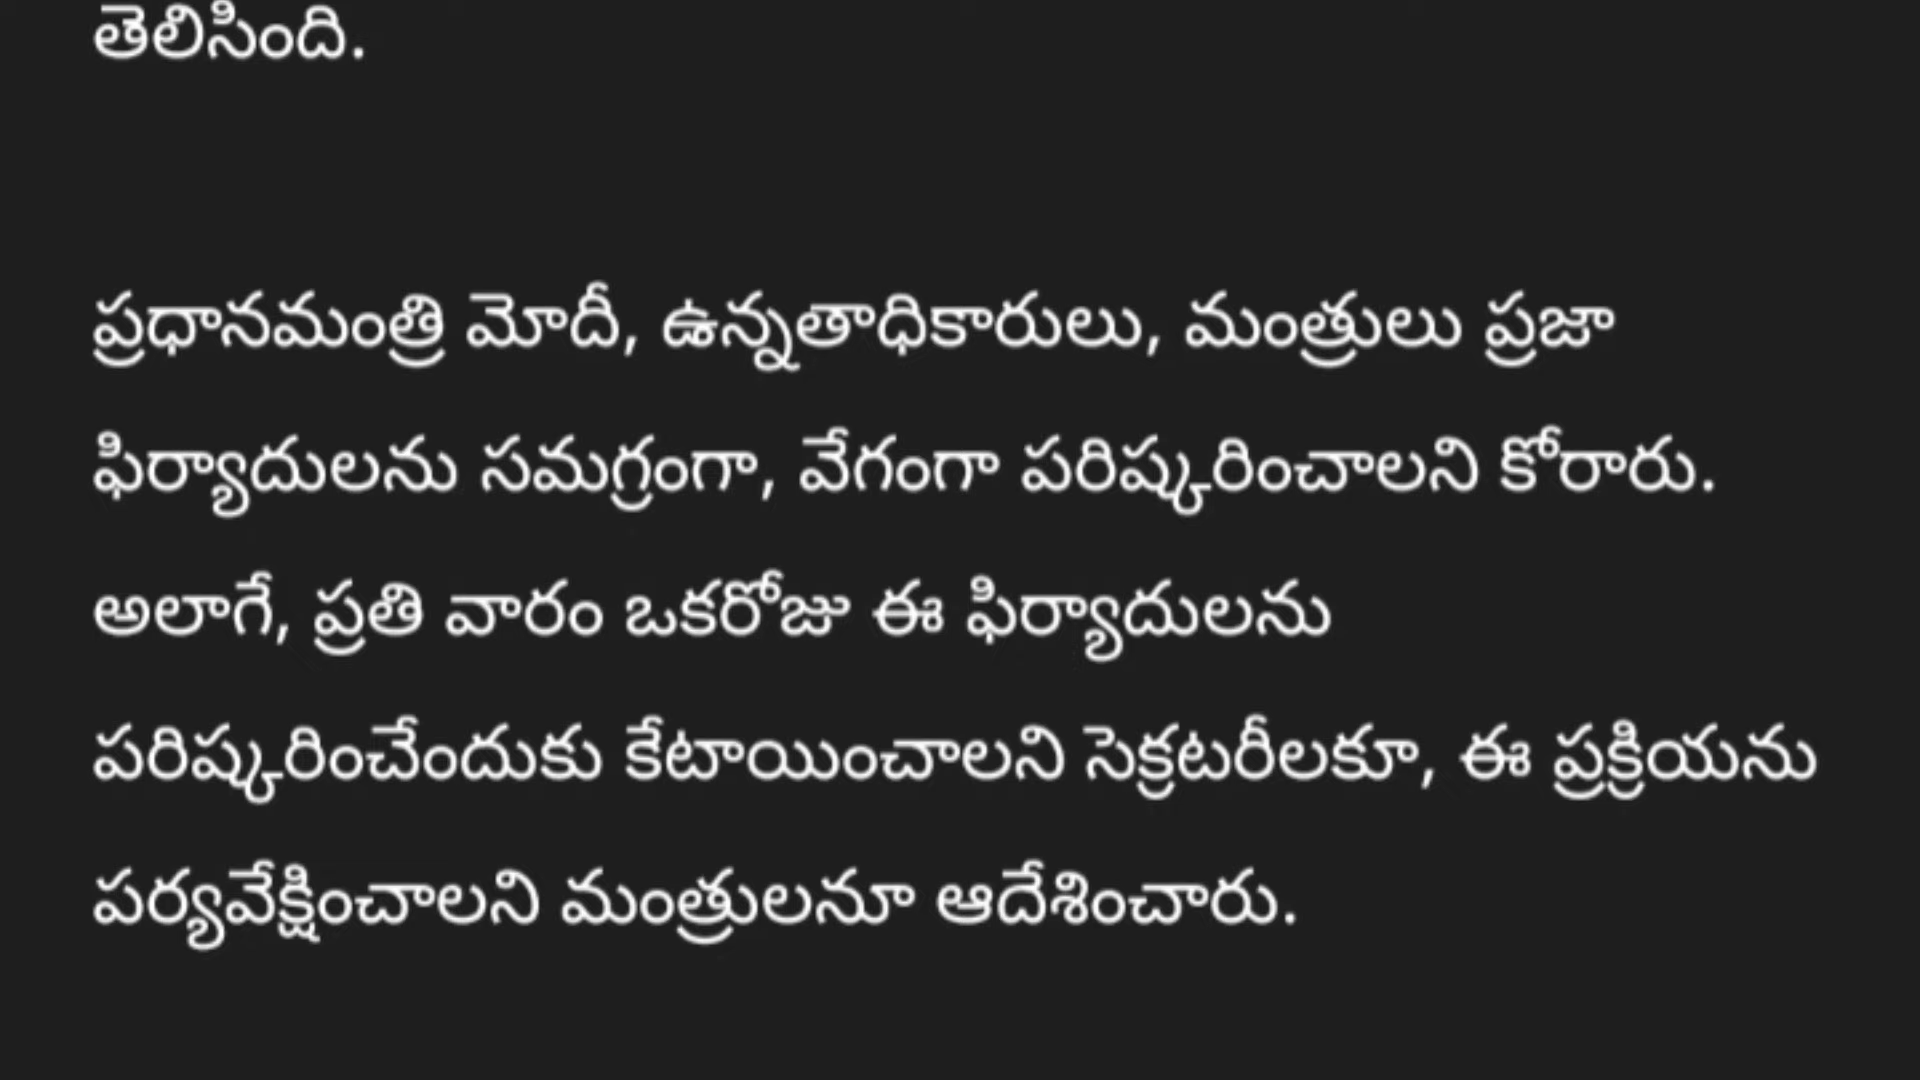 తెలిసింది.
ప్రధానమంత్రి మోదీ, ఉన్నతాధికారులు, మంత్రులు ప్రజా
ఫిర్యాదులను సమగ్రంగా, వేగంగా పరిష్కరించాలని కోరారు.
అలాగే, ప్రతి వారం ఒకరోజు ఈ ఫిర్యాదులను
పరిష్కరించేందుకు కేటాయించాలని సెక్రటరీలకూ, ఈ ప్రక్రియను
పర్యవేక్షించాలని మంత్రులనూ ఆదేశించారు.